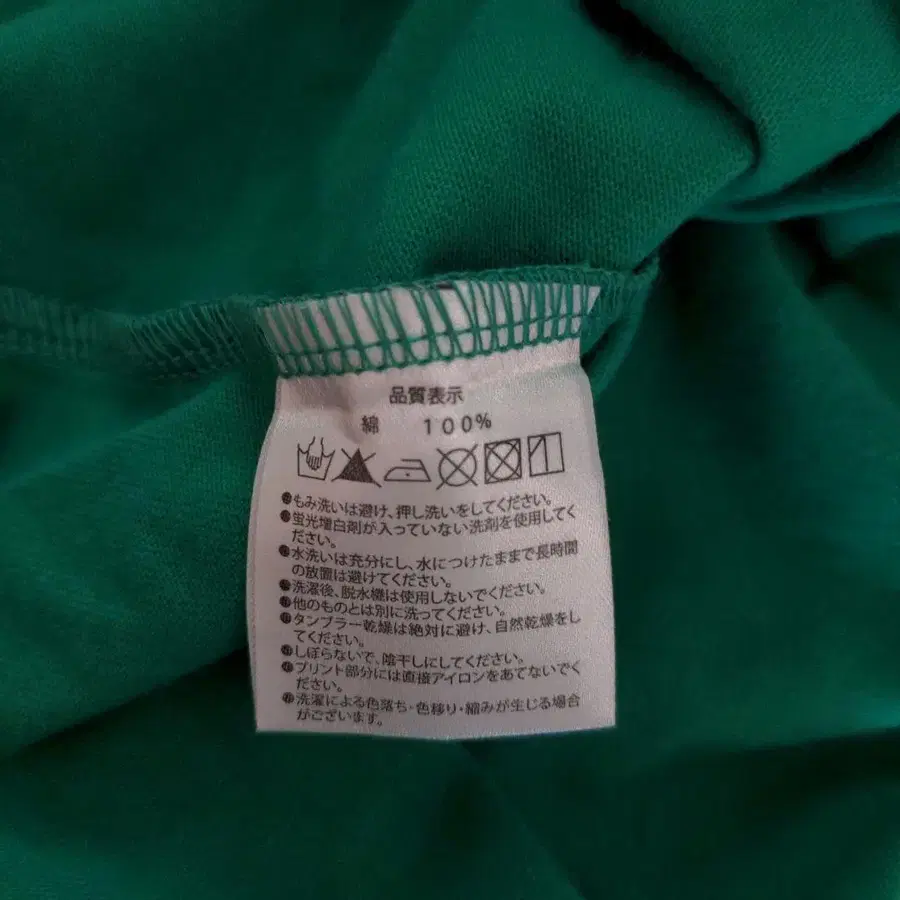 品質表示
綿 100%
●もみ洗いは避け、押し洗いをしてください。
●蛍光増白剤が入っていない洗剤を使用してく
ださい。
●水洗いは充分にし、水につけたままで長時間
の放置は避けてください。
●洗濯後、脱水機は使用しないでください。
●他のものとは別に洗ってください。
●タンブラー乾燥は絶対に避け、自然乾燥をし
てください。
●しぼらないで、陰干しにしてください。
●プリント部分には直接アイロンをあてないでく
ださい。
●洗濯による色落ち・色移り・縮みが生じる場合
がございます。